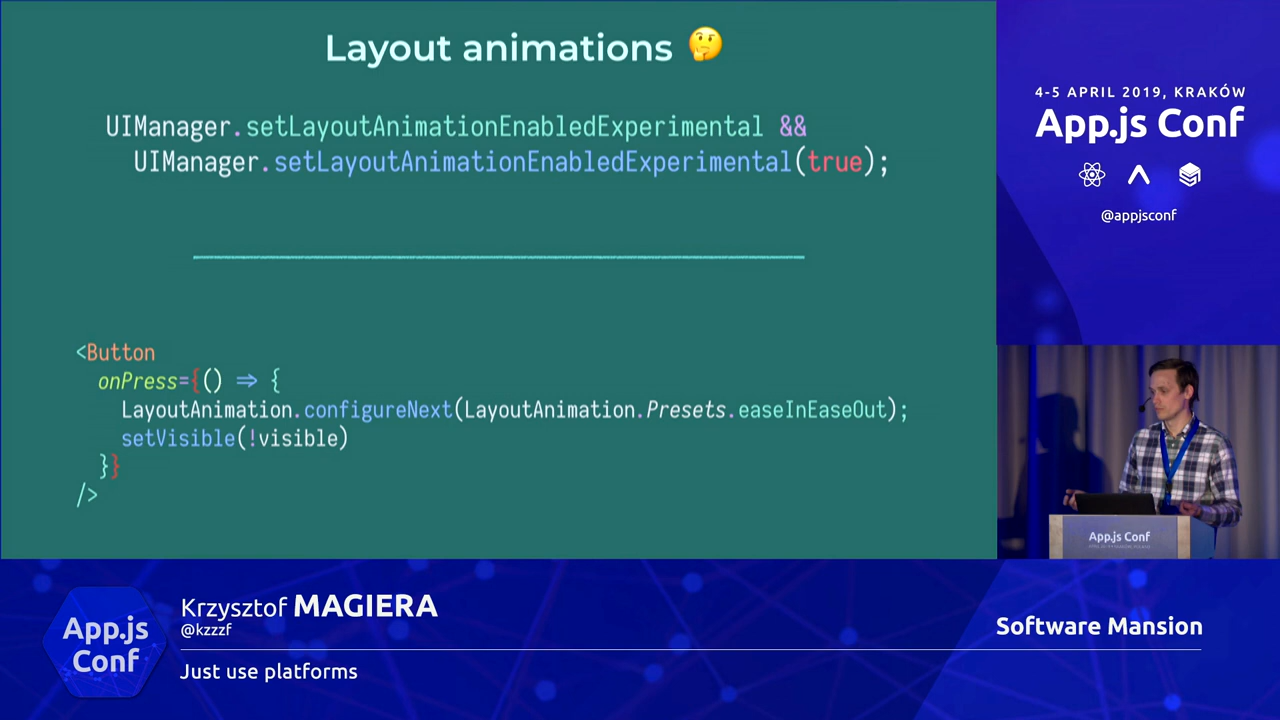 Layout animations 🤔
UIManager.setLayoutAnimationEnabledExperimental &&
UIManager.setLayoutAnimationEnabledExperimental(true);
<Button
onPress={() => {
LayoutAnimation.configureNext(LayoutAnimation.Presets.easeInEaseOut);
setVisible(!visible)
}}
/>
4-5 APRIL 2019, KRAKÓW
App.js Conf
@appjsconf
App.js Conf
App.js
Conf
Krzysztof MAGIERA
@kzzzf
Just use platforms
Software Mansion